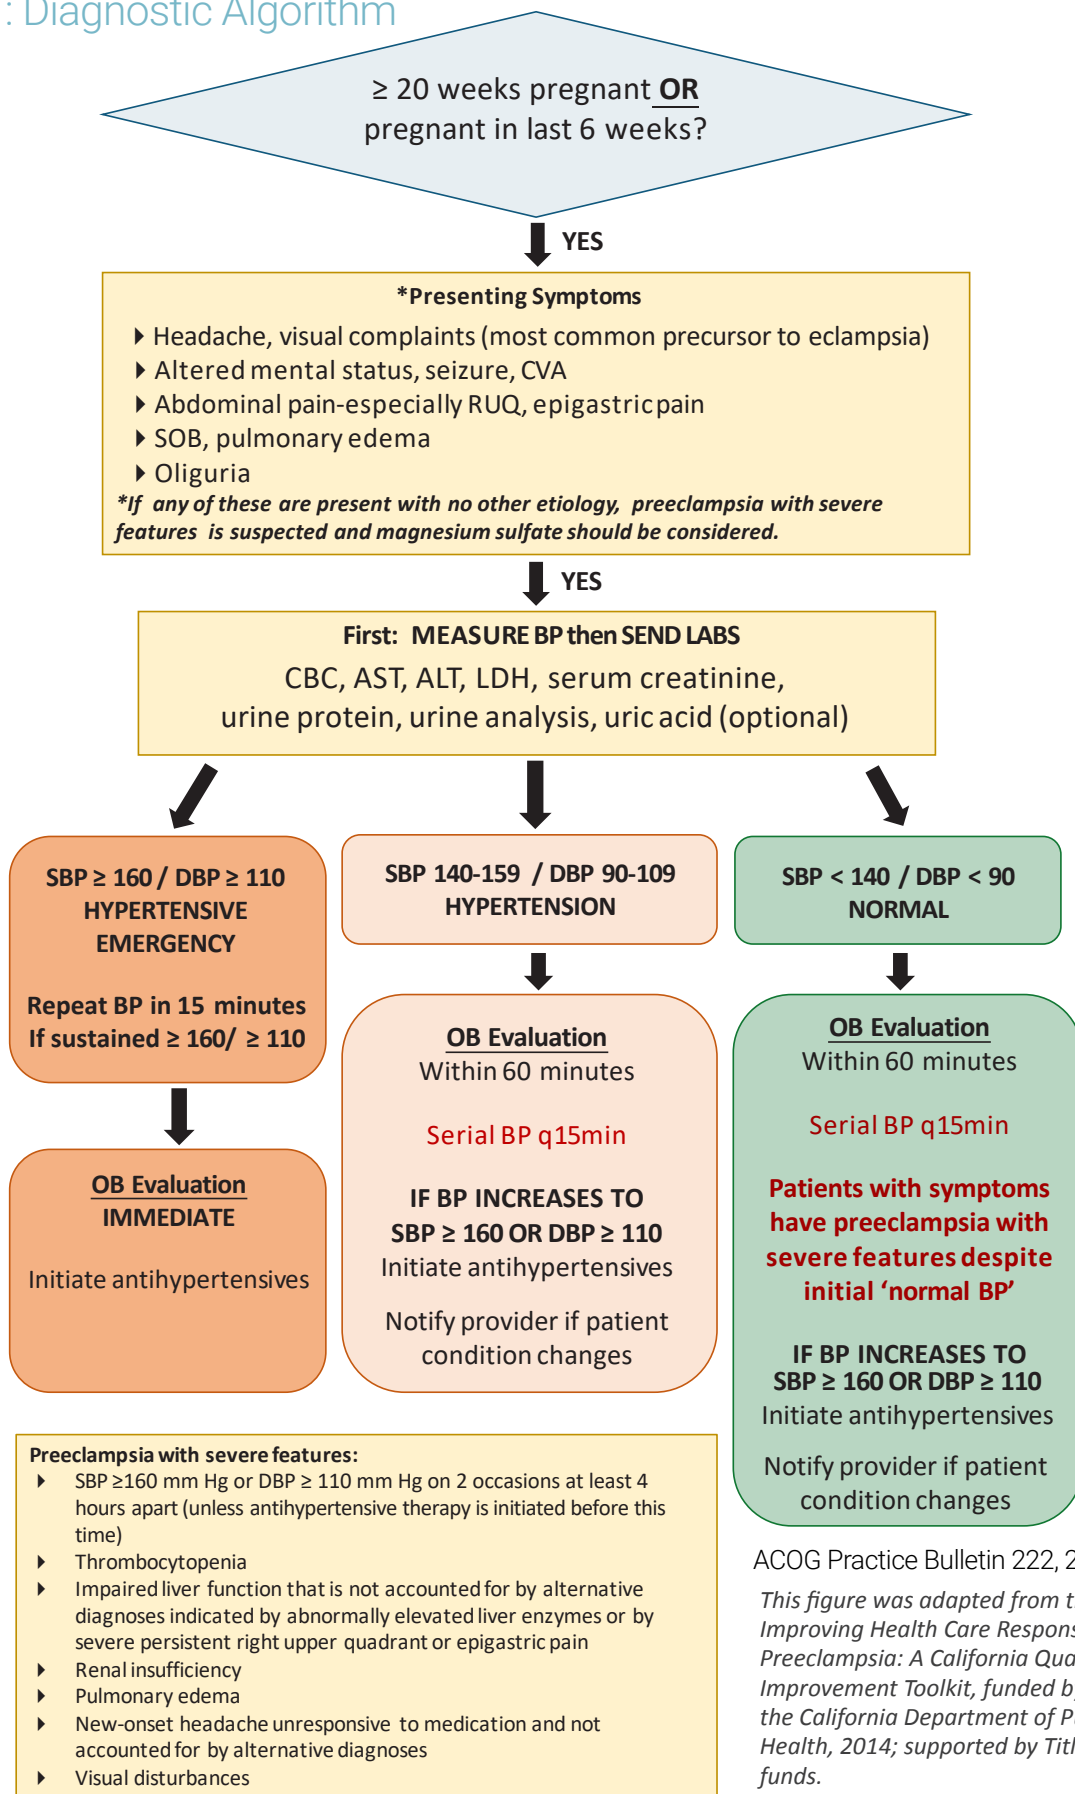 : Diagnostic Algorithm
≥ 20 weeks pregnant OR
pregnant in last 6 weeks?
YES
*Presenting Symptoms
Headache, visual complaints (most common precursor to eclampsia)
Altered mental status, seizure, CVA
Abdominal pain-especially RUQ, epigastric pain
SOB, pulmonary edema
Oliguria
*If any of these are present with no other etiology, preeclampsia with severe
features is suspected and magnesium sulfate should be considered.
YES
First: MEASURE BP then SEND LABS
CBC, AST, ALT, LDH, serum creatinine,
urine protein, urine analysis, uric acid (optional)
SBP ≥ 160 / DBP ≥ 110
HYPERTENSIVE
EMERGENCY
Repeat BP in 15 minutes
If sustained ≥ 160/ ≥ 110
OB Evaluation
IMMEDIATE
Initiate antihypertensives
SBP 140-159 / DBP 90-109
HYPERTENSION
OB Evaluation
Within 60 minutes
Serial BP q15min
IF BP INCREASES TO
SBP ≥ 160 OR DBP ≥ 110
Initiate antihypertensives
Notify provider if patient
condition changes
SBP < 140 / DBP < 90
NORMAL
OB Evaluation
Within 60 minutes
Serial BP q15min
Patients with symptoms
have preeclampsia with
severe features despite
initial ‘normal BP’
IF BP INCREASES TO
SBP ≥ 160 OR DBP ≥ 110
Initiate antihypertensives
Notify provider if patient
condition changes
Preeclampsia with severe features:
SBP ≥160 mm Hg or DBP ≥ 110 mm Hg on 2 occasions at least 4
hours apart (unless antihypertensive therapy is initiated before this
time)
Thrombocytopenia
Impaired liver function that is not accounted for by alternative
diagnoses indicated by abnormally elevated liver enzymes or by
severe persistent right upper quadrant or epigastric pain
Renal insufficiency
Pulmonary edema
New-onset headache unresponsive to medication and not
accounted for by alternative diagnoses
Visual disturbances
ACOG Practice Bulletin 222,
This figure was adapted from
Improving Health Care
Preeclampsia: A California
Improvement Toolkit, funded
the California Department of
Health, 2014; supported by
funds.